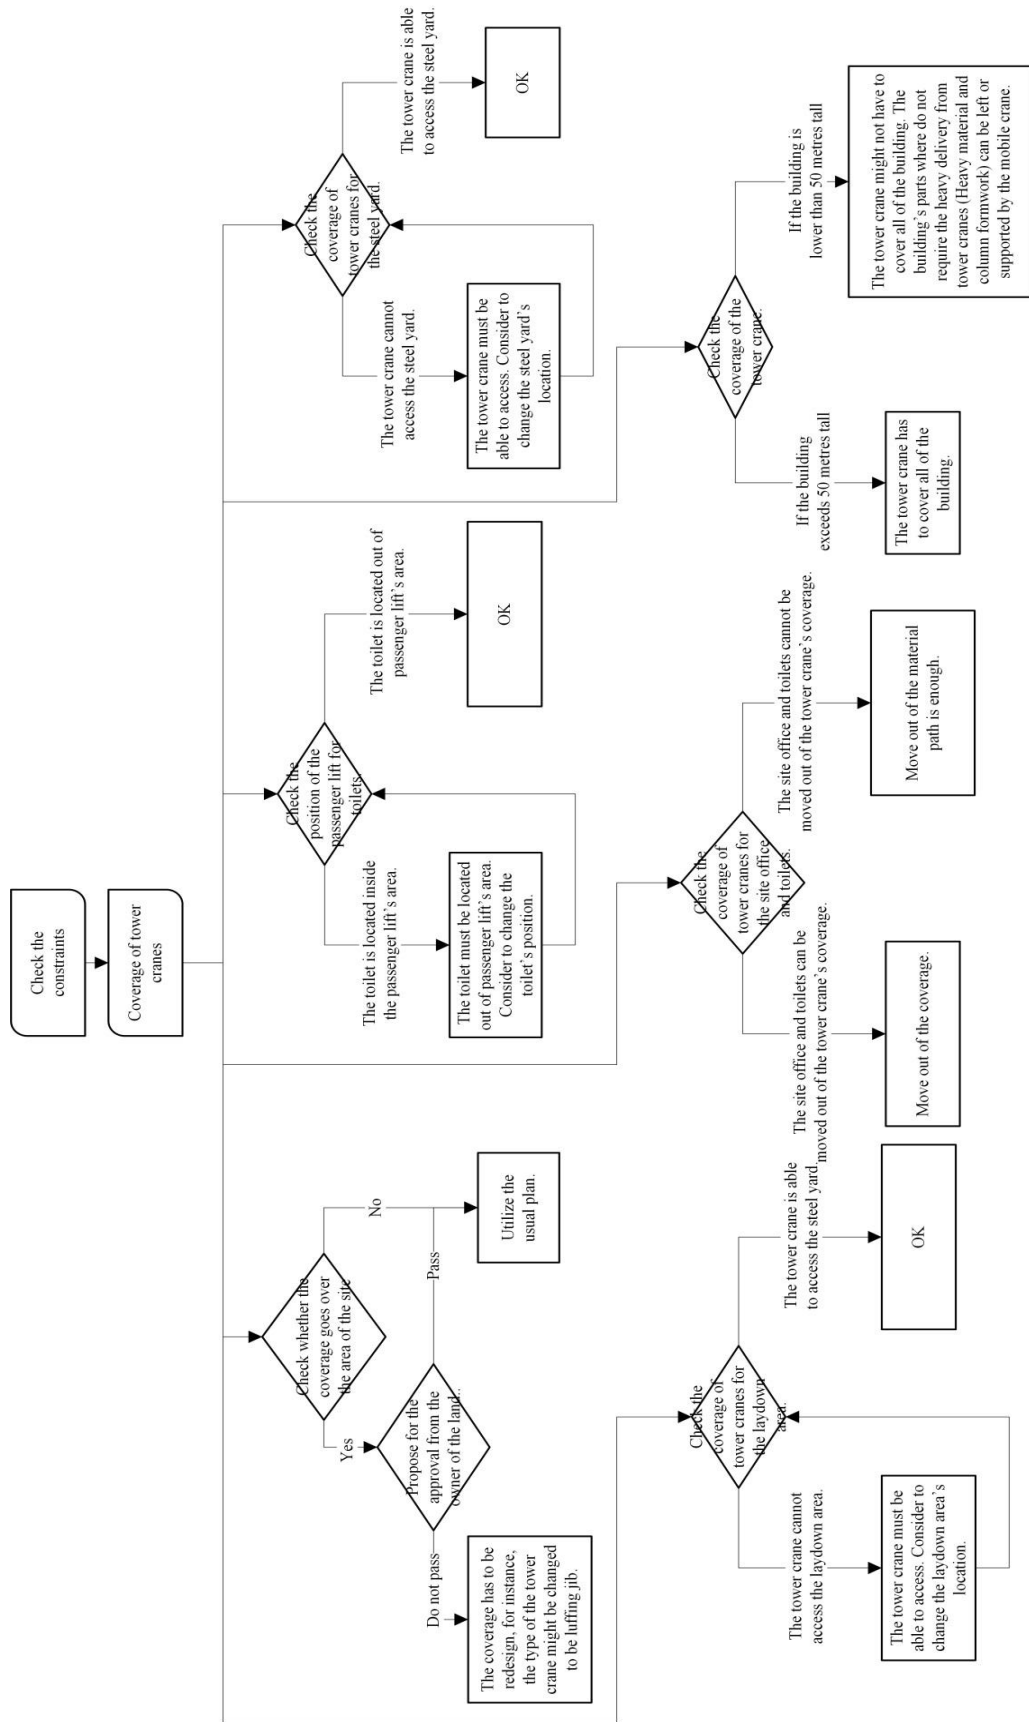 Check the
constraints
Coverage of tower
cranes
Check whether the
coverage goes over
the area of the site
Yes
No
Propose for the
approval from the
owner of the land..
Do not pass
Pass
The coverage has to be
redesign, for instance,
the type of the tower
crane might be changed
to be luffing jib.
Utilize the
usual plan.
Check the
position of the
passenger lift for
toilets.
The toilet is located inside
the passenger lift`s area.
The toilet is located out of
passenger lift`s area.
The toilet must be located
out of passenger lift`s area.
Consider to change the
toilet`s position.
OK
Check the
coverage of
tower cranes for
the steel yard.
The tower crane cannot
access the steel yard.
The tower crane is able
to access the steel yard.
The tower crane must be
able to access. Consider to
change the steel yard`s
location.
OK
Check the
coverage of
tower cranes for
the laydown
area.
The tower crane cannot
access the laydown area.
The tower crane is able
to access the steel yard.
The tower crane must be
able to access. Consider to
change the laydown area`s
location.
OK
Check the
coverage of
tower cranes for
the site office
and toilets.
The site office and toilets can be
moved out of the tower crane`s coverage.
The site office and toilets cannot be
moved out of the tower crane`s coverage.
Move out of the coverage.
Move out of the material
path is enough.
Check the
coverage of the
tower crane.
If the building
exceeds 50 metres tall
If the building is
lower than 50 metres tall
The tower crane has
to cover all of the
building.
The tower crane might not have to
cover all of the building. The
building`s parts where do not
require the heavy delivery from
tower cranes (Heavy material and
column formwork) can be left or
supported by the mobile crane.